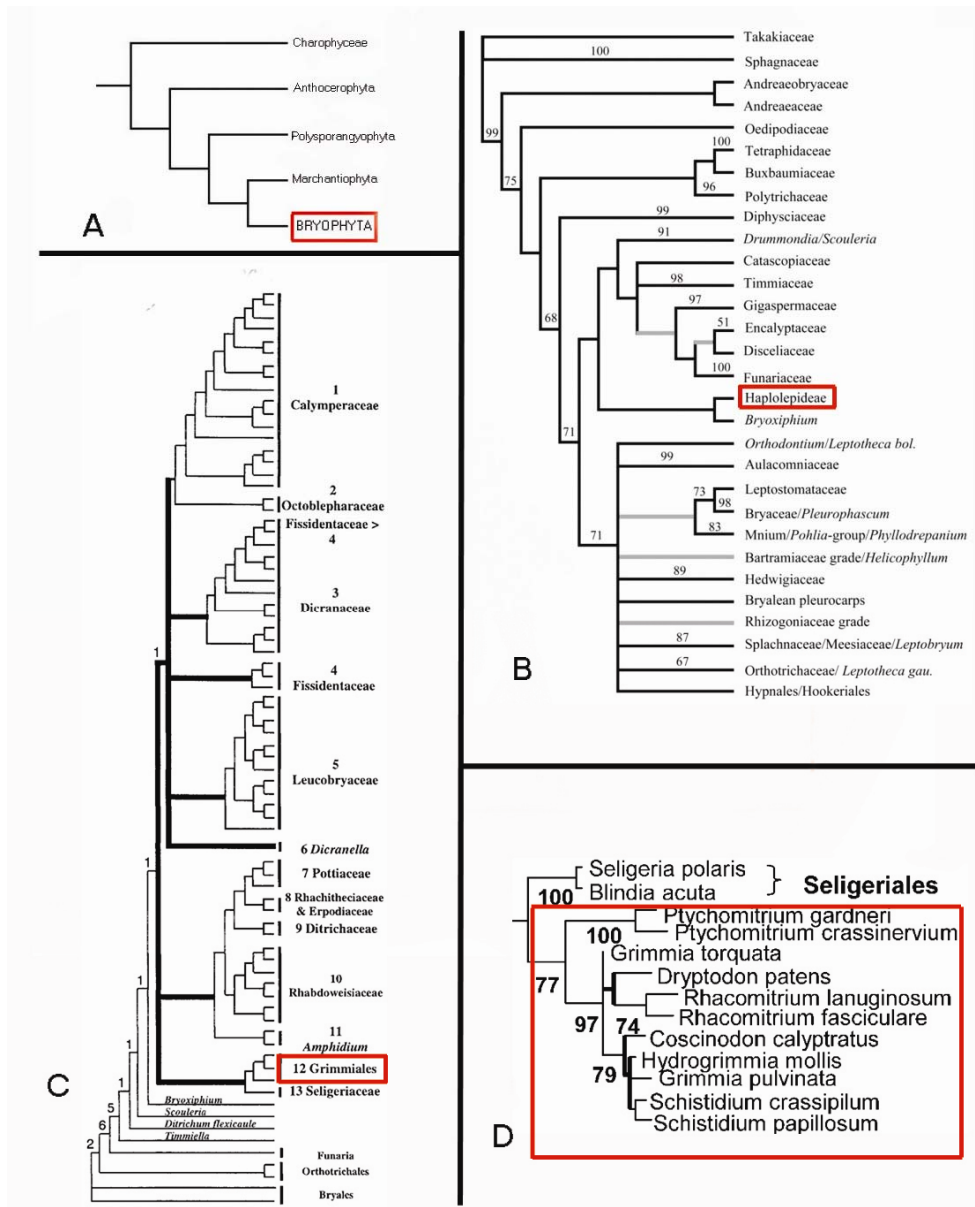 Charophyceae
Anthocerophyta
Polysporangyophyta
Marchantiophyta
BRYOPHYTA
A
Takakiaceae
100
Sphagnaceae
Andreaeobryaceae
Andreaeaceae
99
Oedipodiaceae
100
Tetraphidaceae
75
Buxbaumiaceae
96
Polytrichaceae
99
Diphysciaceae
91
Drummondia/Scouleria
Catascopiaceae
98
Timmiaceae
97
Gigaspermaceae
68
51
Encalyptaceae
Disceliaceae
100
Funariaceae
Haplolepideae
Bryoxiphium
71
Orthodontium/Leptotheca bol.
99
Aulacomniaceae
73
Leptostomataceae
98
Bryaceae/Pleurophascum
83
Mnium/Pohlia-group/Phyllodrepanium
71
Bartramiaceae grade/Helicophyllum
89
Hedwigiaceae
Bryalean pleurocarps
Rhizogoniaceae grade
87
Splachnaceae/Meesiaceae/Leptobryum
67
Orthotrichaceae/ Leptotheca gau.
Hypnales/Hookeriales
B
1
Calymperaceae
2
Octoblepharaceae
Fissidentaceae >
4
3
Dicranaceae
1
4
Fissidentaceae
5
Leucobryaceae
6 Dicranella
1
7 Pottiaceae
8 Rhachitheciaceae
& Erpodiaceae
9 Ditrichaceae
10
Rhabdoweisiaceae
1
11
Amphidium
12 Grimmiales
1
13 Seligeriaceae
Bryoxiphium
Scouleria
5
Ditrichum flexicaule
6
Timmiella
2
Funaria
Orthotrichales
Bryales
C
Seligeria polaris
Blindia acuta
} Seligeriales
100
Ptychomitrium gardneri
100
Ptychomitrium crassinervium
Grimmia torquata
77
Dryptodon patens
Rhacomitrium lanuginosum
97
74
Rhacomitrium fasciculare
Coscinodon calyptratus
Hydrogrimmia mollis
79
Grimmia pulvinata
Schistidium crassipilum
Schistidium papillosum
D